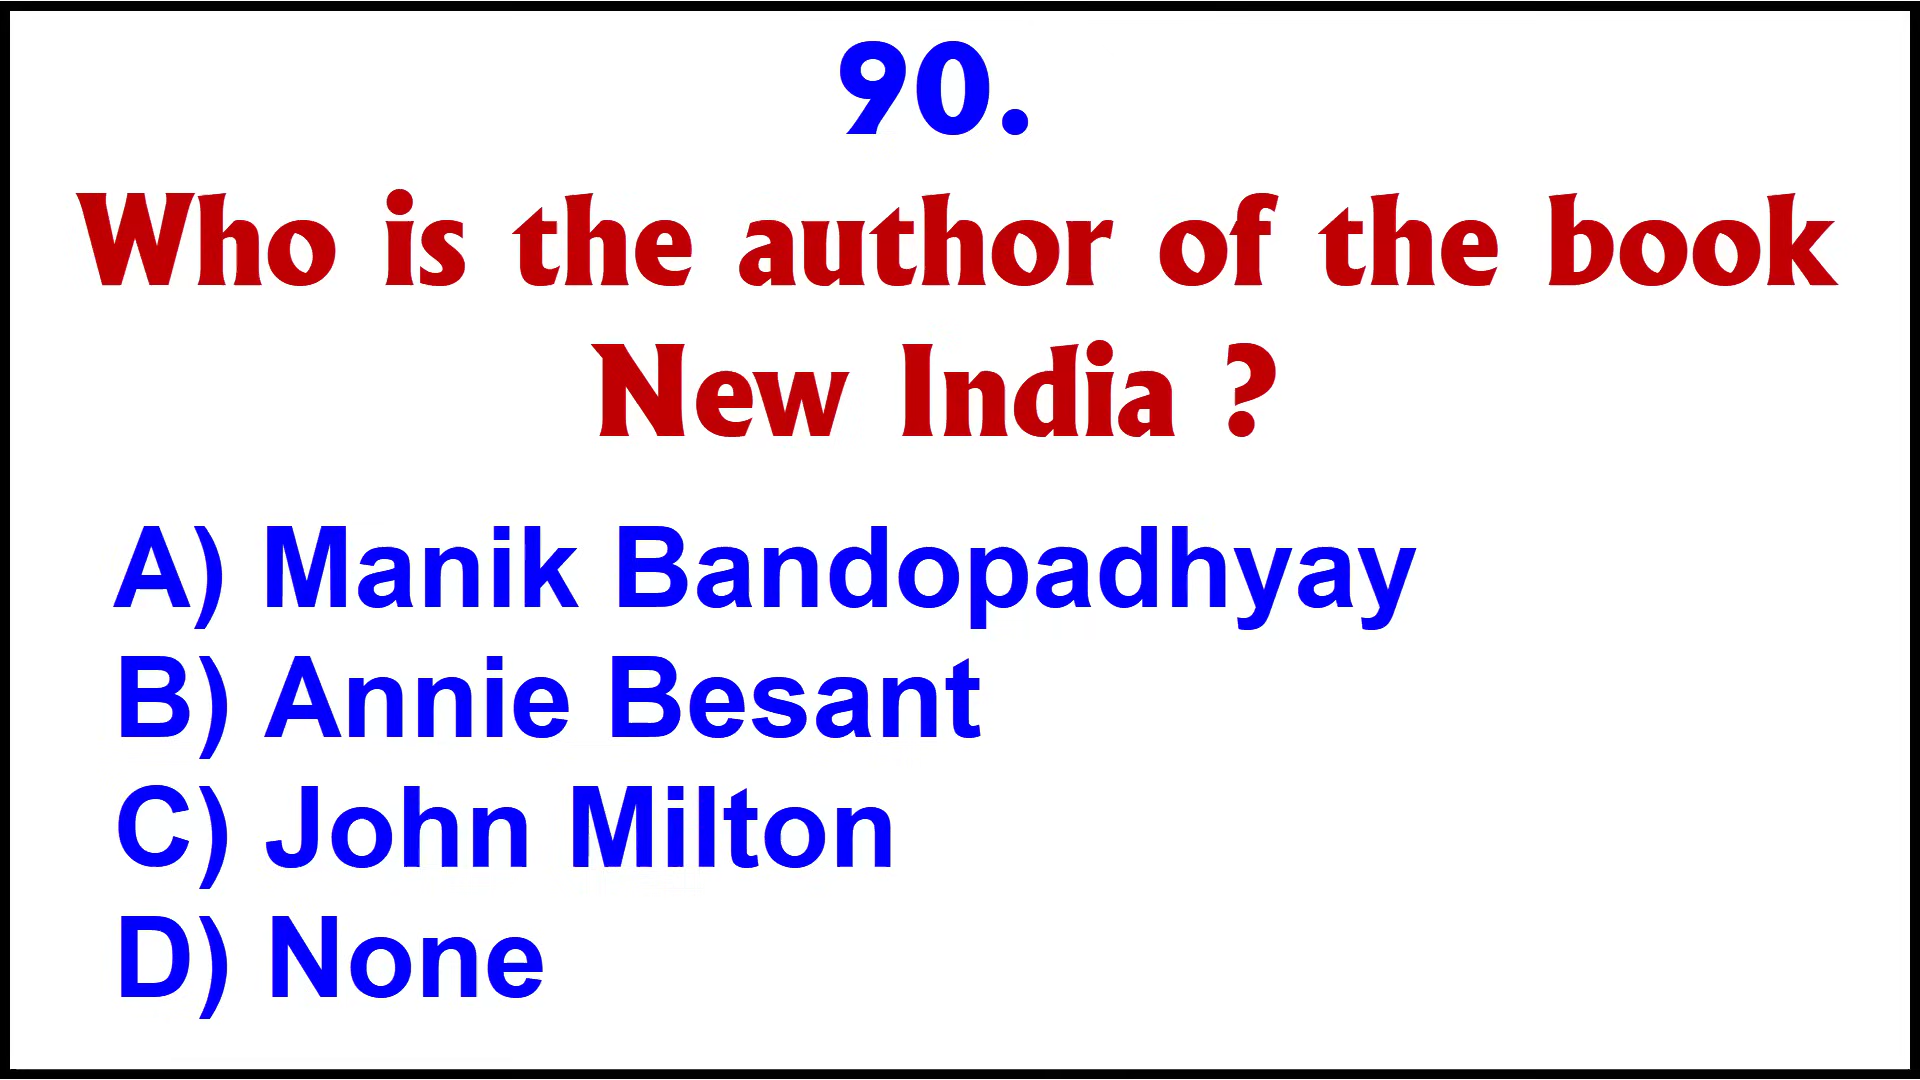 90.
Who is the author of the book
New India ?
A) Manik Bandopadhyay
B) Annie Besant
C) John Milton
D) None